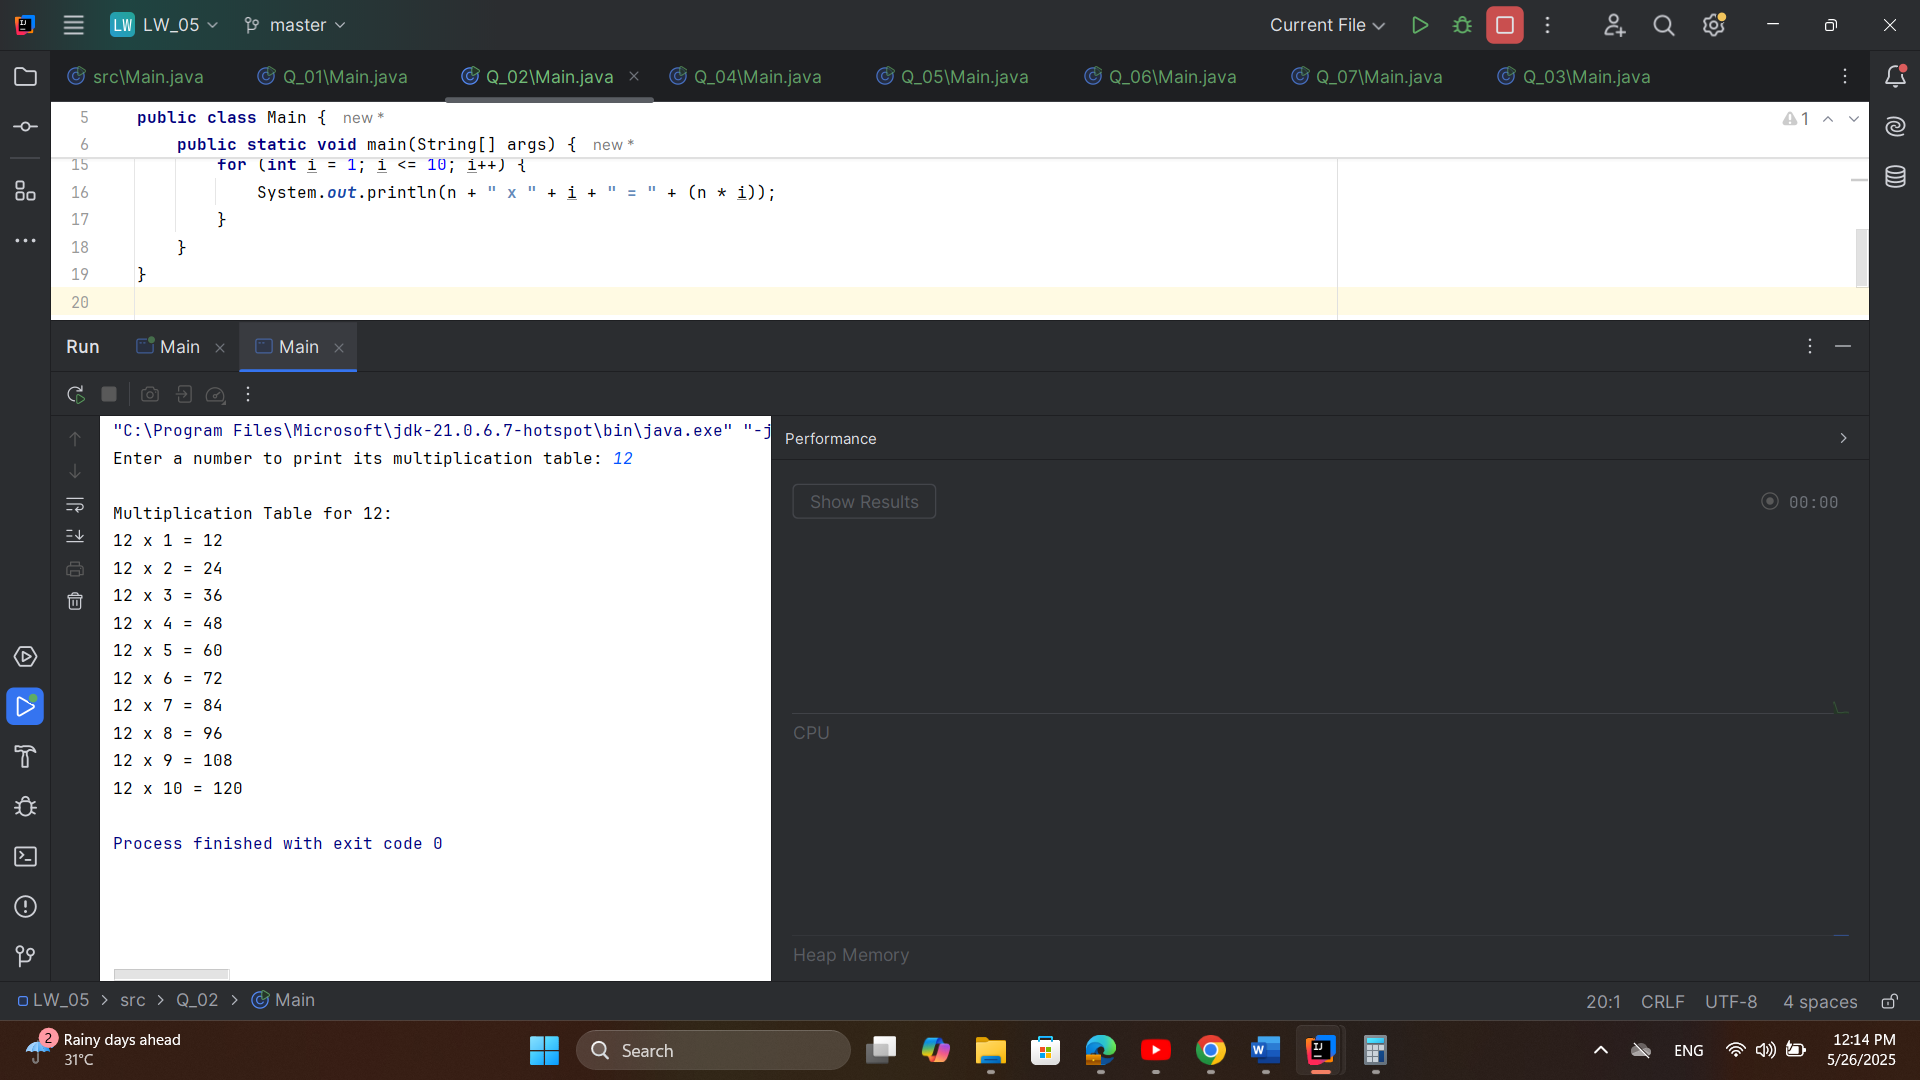 LW LW_05 master Current File
src\Main.java Q_01\Main.java Q_02\Main.java Q_04\Main.java Q_05\Main.java Q_06\Main.java Q_07\Main.java Q_03\Main.java
5 public class Main { new *
6 public static void main(String[] args) { new *
15 for (int i = 1; i <= 10; i++) {
16 System.out.println(n + " x " + i + " = " + (n * i));
17 }
18 }
19 }
20
1
Run Main Main
"C:\Program Files\Microsoft\jdk-21.0.6.7-hotspot\bin\java.exe" "-j
Enter a number to print its multiplication table: 12
Multiplication Table for 12:
12 x 1 = 12
12 x 2 = 24
12 x 3 = 36
12 x 4 = 48
12 x 5 = 60
12 x 6 = 72
12 x 7 = 84
12 x 8 = 96
12 x 9 = 108
12 x 10 = 120
Process finished with exit code 0
Performance
Show Results 00:00
CPU
Heap Memory
LW_05 > src > Q_02 > Main 20:1 CRLF UTF-8 4 spaces
2 Rainy days ahead
31°C
Search
ENG
12:14 PM
5/26/2025